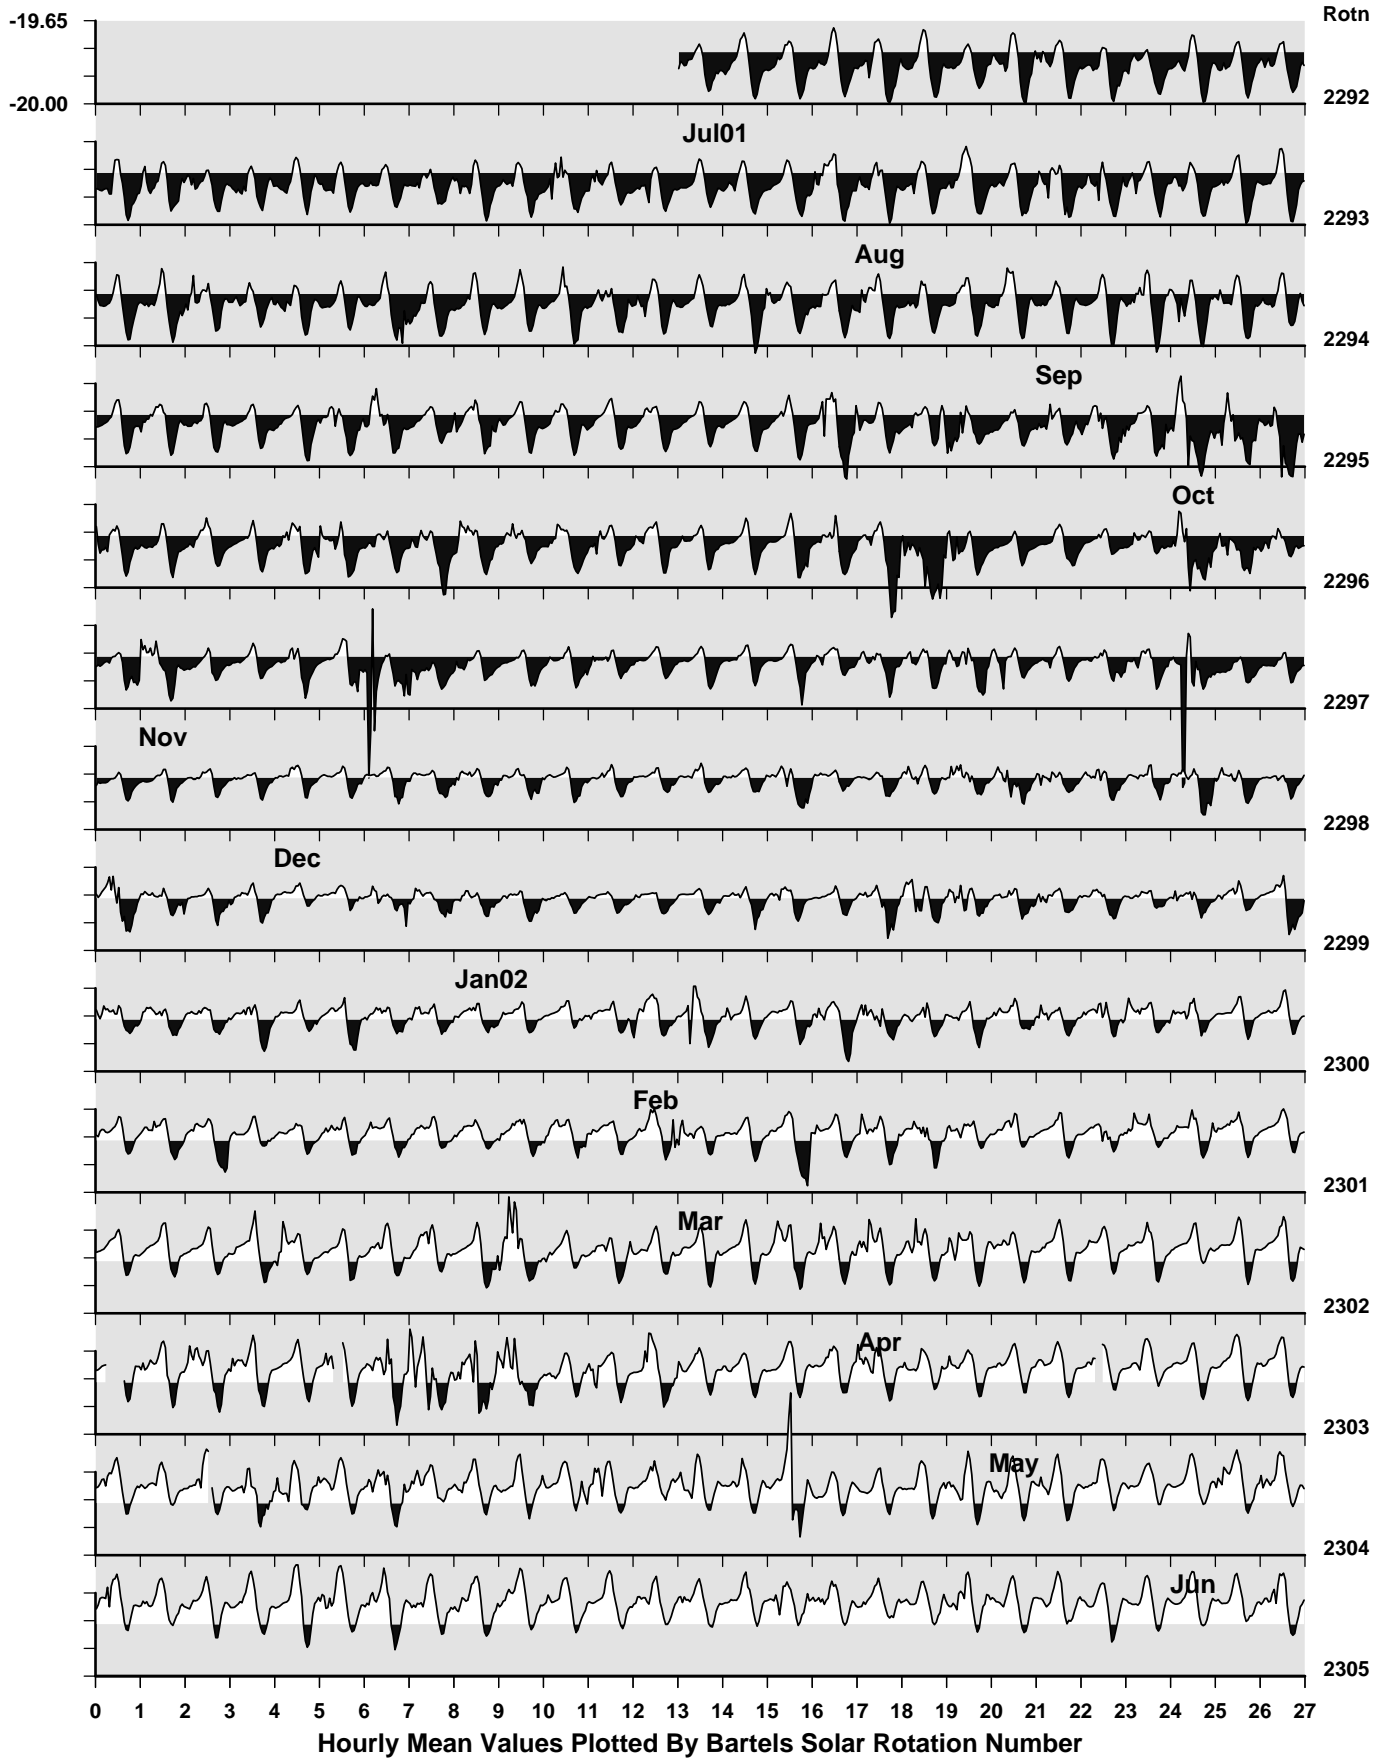 -19.65
Rotn
-20.00
2292
Jul01
2293
Aug
2294
Sep
2295
Oct
2296
2297
Nov
2298
Dec
2299
Jan02
2300
Feb
2301
Mar
2302
Apr
2303
May
2304
Jun
2305
0 1 2 3 4 5 6 7 8 9 10 11 12 13 14 15 16 17 18 19 20 21 22 23 24 25 26 27
Hourly Mean Values Plotted By Bartels Solar Rotation Number